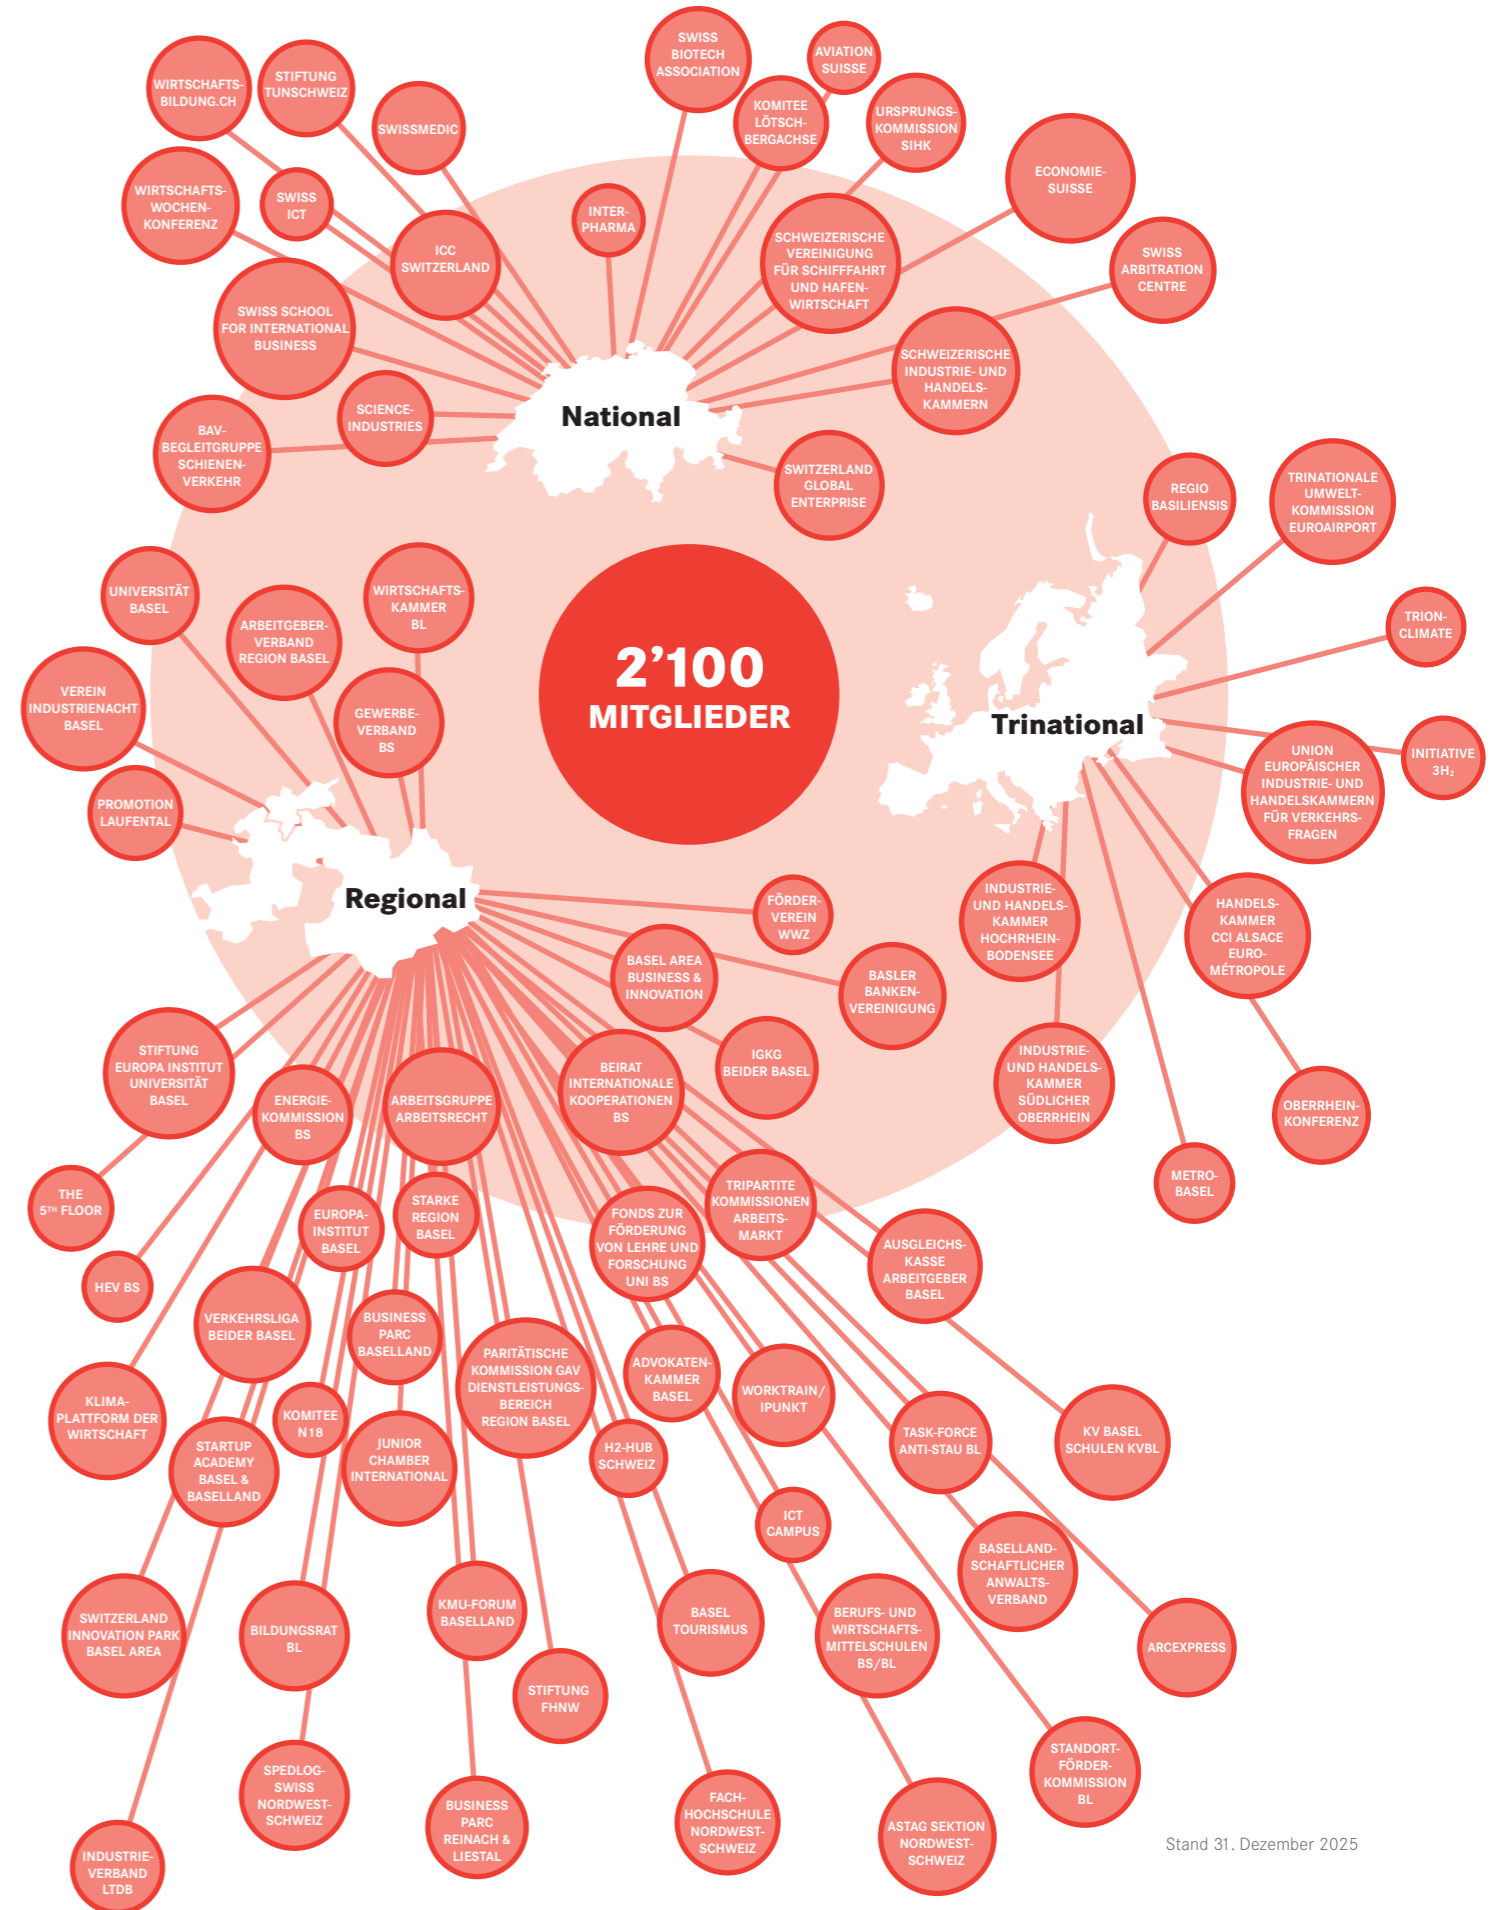 SWISS
BIOTECH
ASSOCIATION
AVIATION
SUISSE
WIRTSCHAFTS-
BILDUNG.CH
STIFTUNG
TUNSCHWEIZ
SWISSMEDIC
KOMITEE
LÖTSCH-
BERGACHSE
URSPRUNGS-
KOMMISSION
SIHK
ECONOMIE-
SUISSE
WIRTSCHAFTS-
WOCHEN-
KONFERENZ
SWISS
ICT
INTER-
PHARMA
ICC
SWITZERLAND
SCHWEIZERISCHE
VEREINIGUNG
FÜR SCHIFFFAHRT
UND HAFEN-
WIRTSCHAFT
SWISS
ARBITRATION
CENTRE
SWISS SCHOOL
FOR INTERNATIONAL
BUSINESS
SCHWEIZERISCHE
INDUSTRIE- UND
HANDELS-
KAMMERN
SCIENCE-
INDUSTRIES
National
BAV-
BEGLEITGRUPPE
SCHIENEN-
VERKEHR
SWITZERLAND
GLOBAL
ENTERPRISE
REGIO
BASILIENSIS
TRINATIONALE
UMWELT-
KOMMISSION
EUROAIRPORT
UNIVERSITÄT
BASEL
ARBEITGEBER-
VERBAND
REGION BASEL
WIRTSCHAFTS-
KAMMER
BL
TRION-
CLIMATE
2’100
MITGLIEDER
VEREIN
INDUSTRIENACHT
BASEL
GEWERBE-
VERBAND
BS
Trinational
UNION
EUROPÄISCHER
INDUSTRIE- UND
HANDELSKAMMERN
FÜR VERKEHRS-
FRAGEN
INITIATIVE
3H₂
PROMOTION
LAUFENTAL
Regional
FÖRDER-
VEREIN
WWZ
INDUSTRIE-
UND HANDELS-
KAMMER
HOCHRHEIN-
BODENSEE
HANDELS-
KAMMER
CCI ALSACE
EURO-
MÉTROPOLE
BASEL AREA
BUSINESS &
INNOVATION
BASLER
BANKEN-
VEREINIGUNG
STIFTUNG
EUROPA INSTITUT
UNIVERSITÄT
BASEL
ENERGIE-
KOMMISSION
BS
ARBEITSGRUPPE
ARBEITSRECHT
BEIRAT
INTERNATIONALE
KOOPERATIONEN
BS
IGKG
BEIDER BASEL
INDUSTRIE-
UND HANDELS-
KAMMER
SÜDLICHER
OBERRHEIN
OBERRHEIN-
KONFERENZ
METRO-
BASEL
THE
5TH FLOOR
EUROPA-
INSTITUT
BASEL
STARKE
REGION
BASEL
FONDS ZUR
FÖRDERUNG
VON LEHRE UND
FORSCHUNG
UNI BS
TRIPARTITE
KOMMISSIONEN
ARBEITS-
MARKT
AUSGLEICHS-
KASSE
ARBEITGEBER
BASEL
HEV BS
VERKEHRSLIGA
BEIDER BASEL
BUSINESS
PARC
BASELLAND
PARITÄTISCHE
KOMMISSION GAV
DIENSTLEISTUNGS-
BEREICH
REGION BASEL
ADVOKATEN-
KAMMER
BASEL
WORKTRAIN/
IPUNKT
KLIMA-
PLATTFORM DER
WIRTSCHAFT
KOMITEE
N18
STARTUP
ACADEMY
BASEL &
BASELLAND
JUNIOR
CHAMBER
INTERNATIONAL
H2-HUB
SCHWEIZ
TASK-FORCE
ANTI-STAU BL
KV BASEL
SCHULEN KVBL
ICT
CAMPUS
BASELLAND-
SCHAFTLICHER
ANWALTS-
VERBAND
SWITZERLAND
INNOVATION PARK
BASEL AREA
BILDUNGSRAT
BL
KMU-FORUM
BASELLAND
BASEL
TOURISMUS
BERUFS- UND
WIRTSCHAFTS-
MITTELSCHULEN
BS/BL
ARCEXPRESS
STIFTUNG
FHNW
STANDORT-
FÖRDER-
KOMMISSION
BL
SPEDLOG-
SWISS
NORDWEST-
SCHWEIZ
BUSINESS
PARC
REINACH &
LIESTAL
FACH-
HOCHSCHULE
NORDWEST-
SCHWEIZ
ASTAG SEKTION
NORDWEST-
SCHWEIZ
INDUSTRIE-
VERBAND
LTDB
Stand 31. Dezember 2025